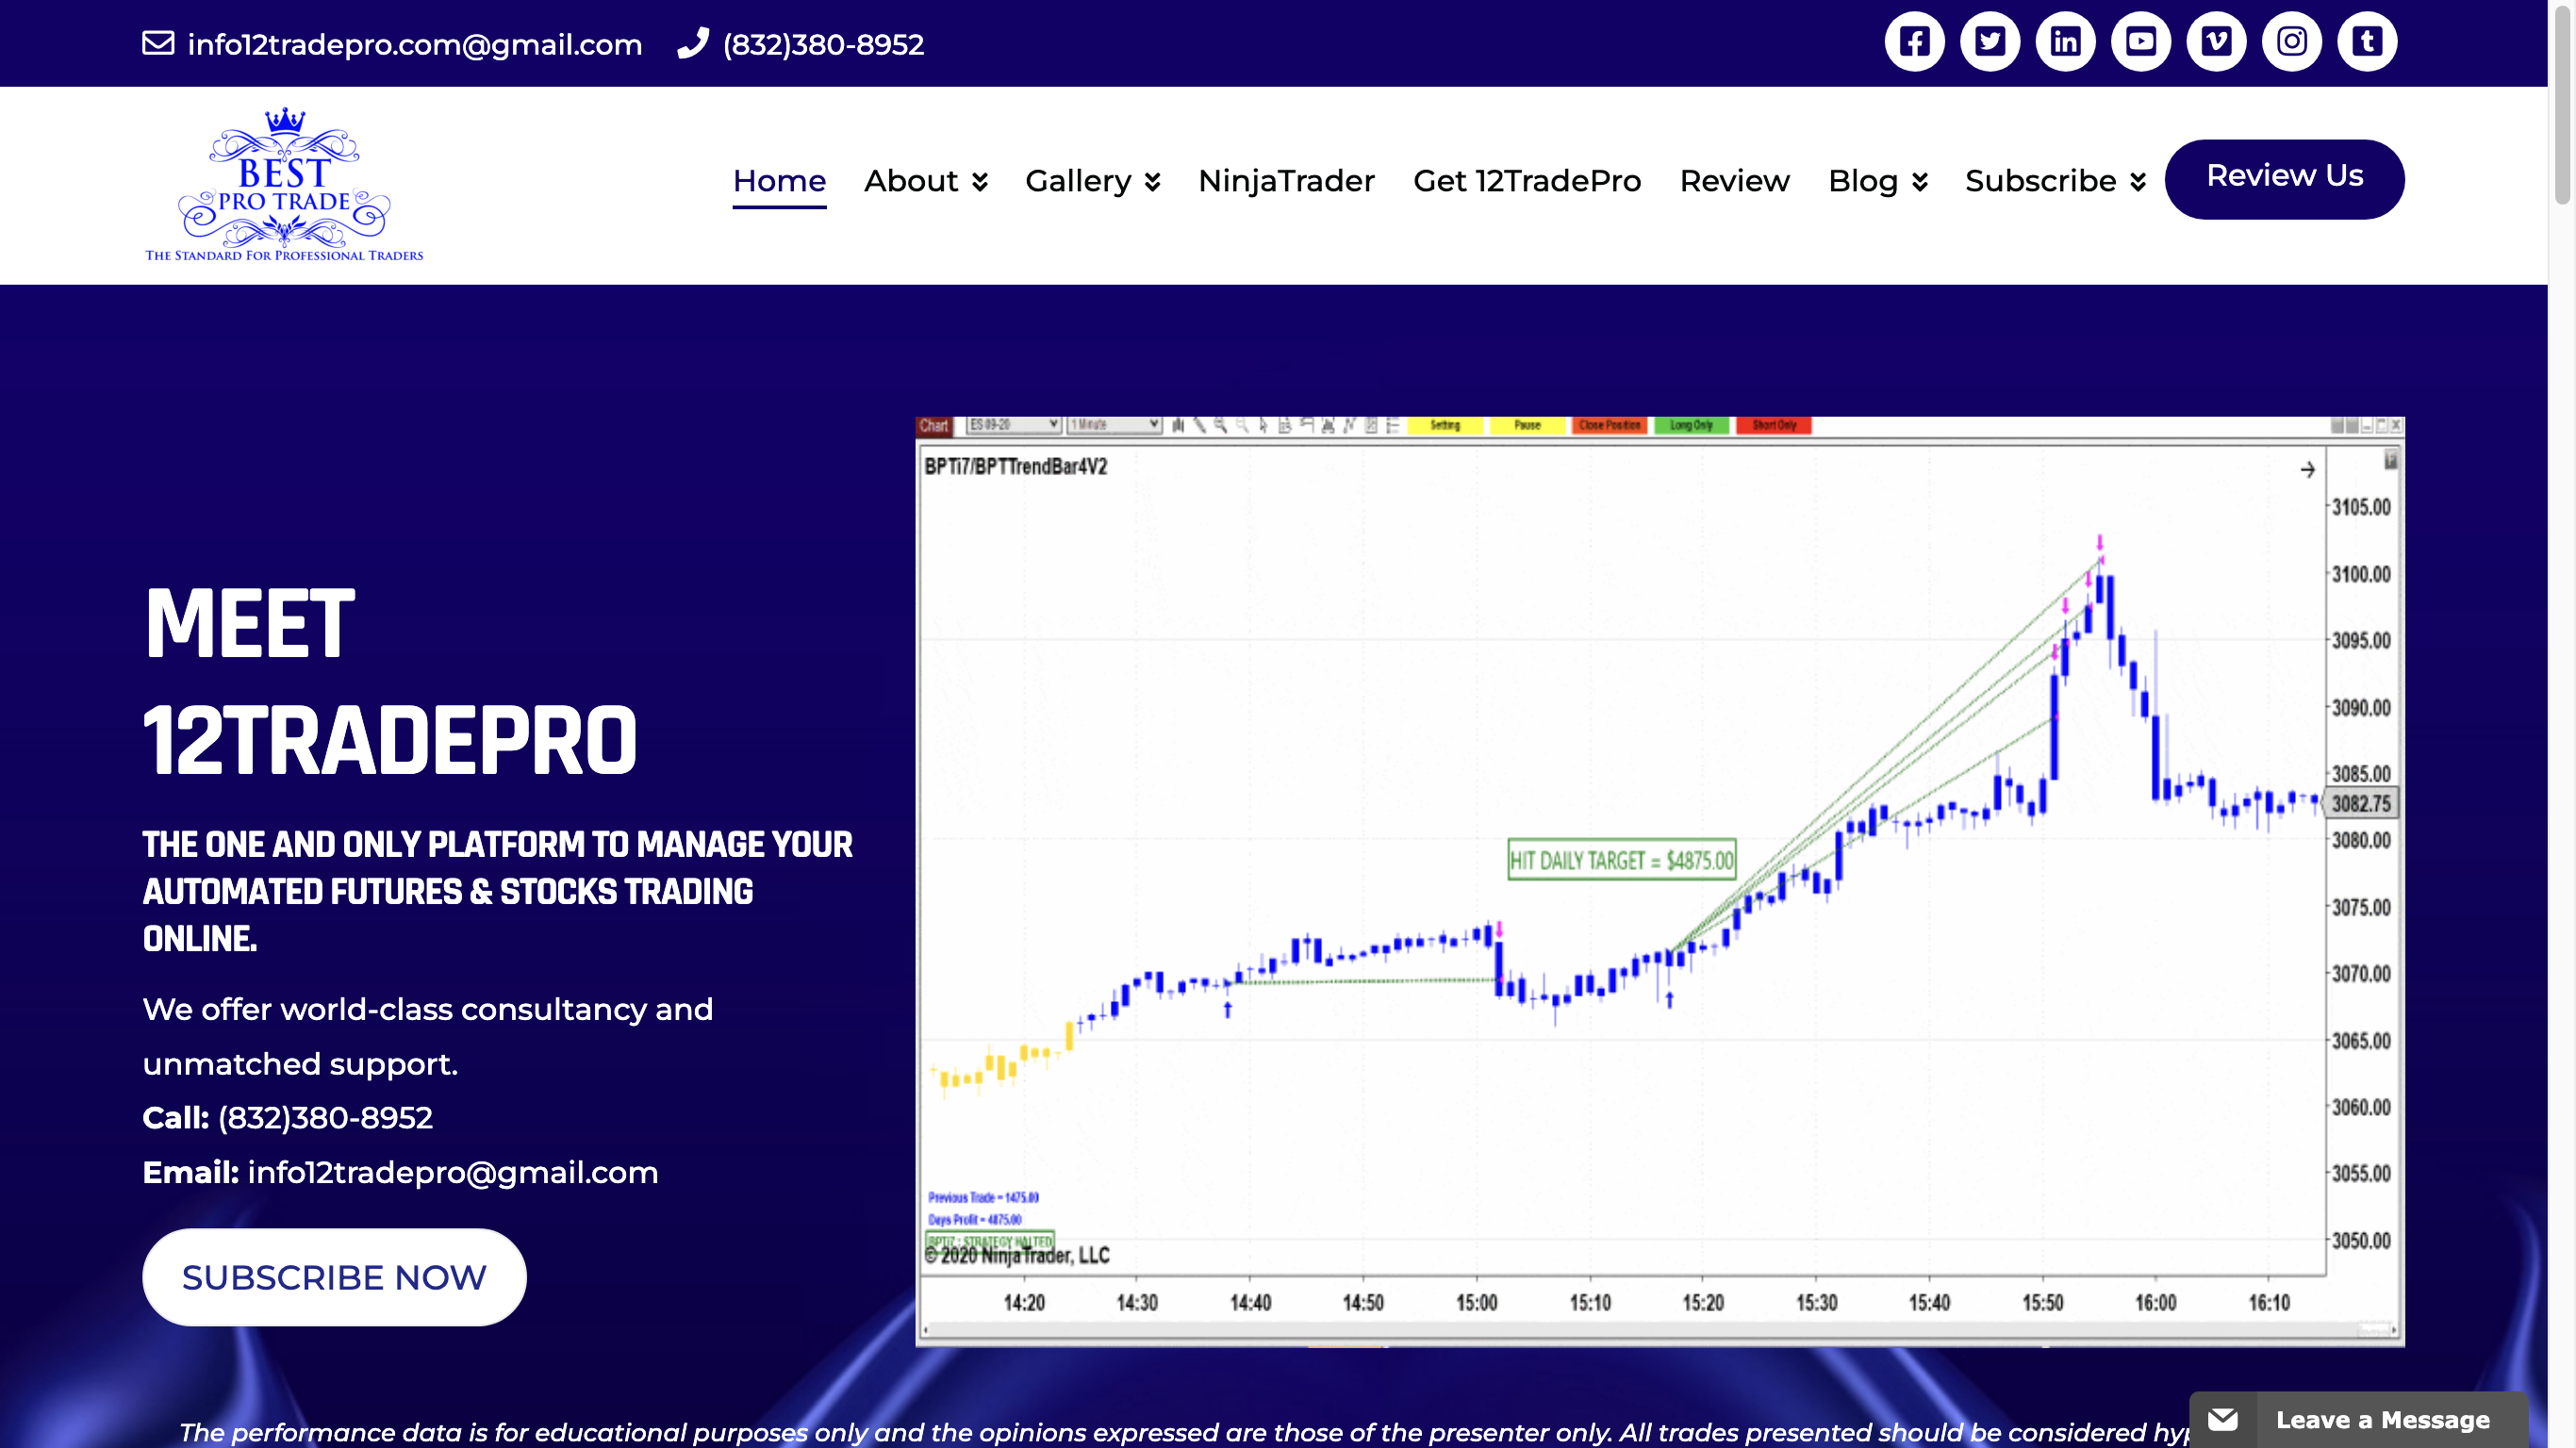 info12tradepro.com@gmail.com (832)380-8952
BEST
PRO TRADE
THE STANDARD FOR PROFESSIONAL TRADERS
Home About Gallery NinjaTrader Get 12TradePro Review Blog Subscribe Review Us
MEET
12TRADEPRO
THE ONE AND ONLY PLATFORM TO MANAGE YOUR
AUTOMATED FUTURES & STOCKS TRADING
ONLINE.
We offer world-class consultancy and
unmatched support.
Call: (832)380-8952
Email: info12tradepro@gmail.com
SUBSCRIBE NOW
Chart ES 09-20 1 Minute Setting Pause Close Position Long Only Short Only
BPTi7/BPTTrendBar4V2
F
3105.00
3100.00
3095.00
3090.00
3085.00
3082.75
3080.00
3075.00
3070.00
3065.00
3060.00
3055.00
3050.00
HIT DAILY TARGET = $4875.00
Previous Trade = 1475.00
Days Profit = 4875.00
BPTi7 : STRATEGY HALTED
© 2020 NinjaTrader, LLC
14:20 14:30 14:40 14:50 15:00 15:10 15:20 15:30 15:40 15:50 16:00 16:10
The performance data is for educational purposes only and the opinions expressed are those of the presenter only. All trades presented should be considered
Leave a Message